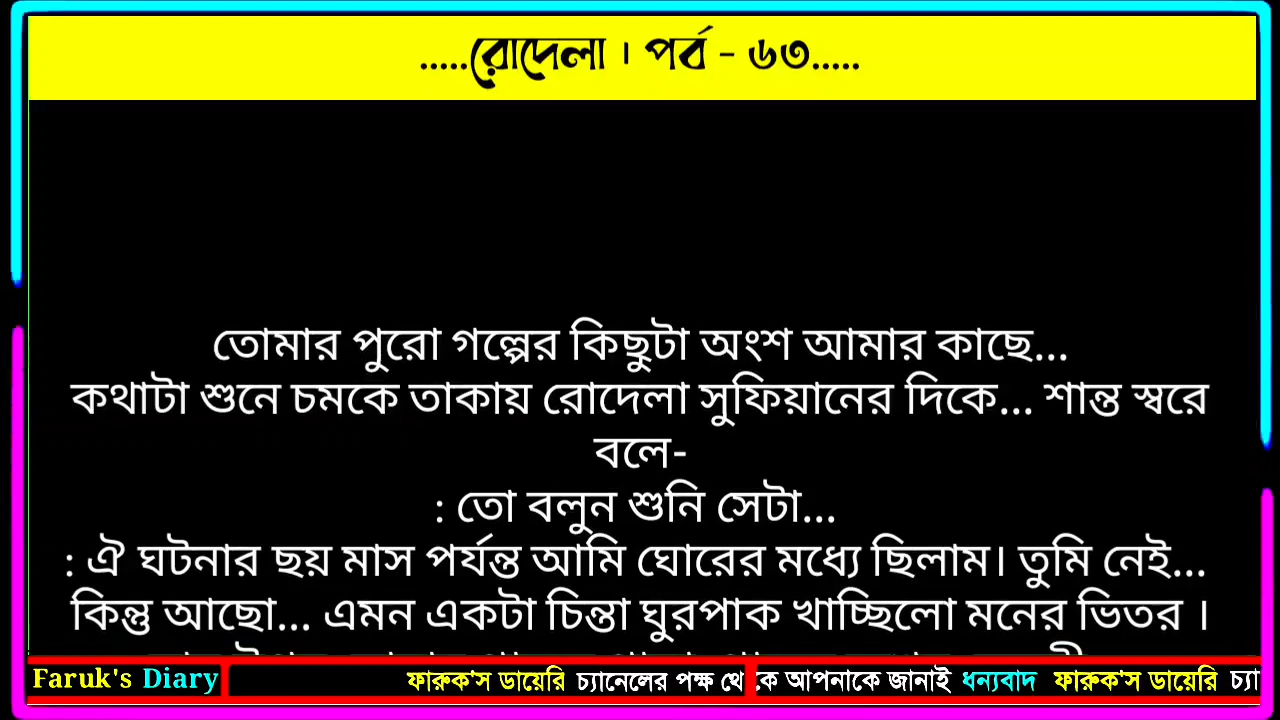 .....রোদেলা । পর্ব - ৬৩.....
তোমার পুরো গল্পের কিছুটা অংশ আমার কাছে...
কথাটা শুনে চমকে তাকায় রোদেলা সুফিয়ানের দিকে... শান্ত স্বরে
বলে-
: তো বলুন শুনি সেটা...
: ঐ ঘটনার ছয় মাস পর্যন্ত আমি ঘোরের মধ্যে ছিলাম। তুমি নেই...
কিন্তু আছো... এমন একটা চিন্তা ঘুরপাক খাচ্ছিলো মনের ভিতর ।
Faruk's Diary ফারুক'স ডায়েরি চ্যানেলের পক্ষ থেকে আপনাকে জানাই ধন্যবাদ ফারুক'স ডায়েরি